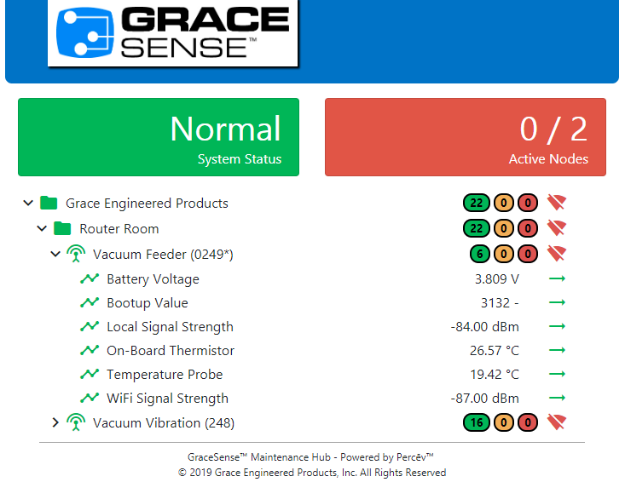 GRACE
SENSE™
Normal
System Status
0 / 2
Active Nodes
Grace Engineered Products 22 0 0
Router Room 22 0 0
Vacuum Feeder (0249*) 6 0 0
Battery Voltage 3.809 V
Bootup Value 3132 -
Local Signal Strength -84.00 dBm
On-Board Thermistor 26.57 °C
Temperature Probe 19.42 °C
WiFi Signal Strength -87.00 dBm
Vacuum Vibration (248) 16 0 0
GraceSense™ Maintenance Hub - Powered by Percēv™
© 2019 Grace Engineered Products, Inc. All Rights Reserved